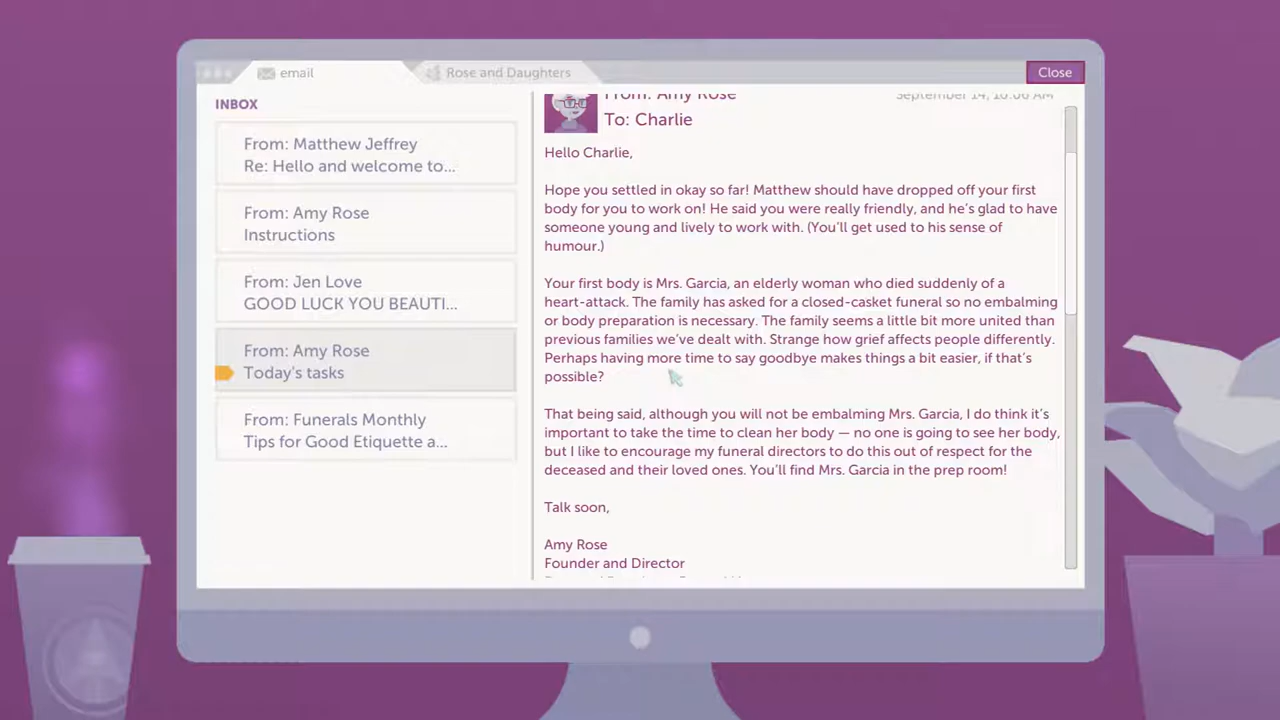 email
Rose and Daughters
Close
INBOX
From: Matthew Jeffrey
Re: Hello and welcome to...
From: Amy Rose
Instructions
From: Jen Love
GOOD LUCK YOU BEAUTI...
From: Amy Rose
Today's tasks
From: Funerals Monthly
Tips for Good Etiquette a...
From: Amy Rose
September 14, 10:06 AM
To: Charlie
Hello Charlie,
Hope you settled in okay so far! Matthew should have dropped off your first
body for you to work on! He said you were really friendly, and he's glad to have
someone young and lively to work with. (You'll get used to his sense of
humour.)
Your first body is Mrs. Garcia, an elderly woman who died suddenly of a
heart-attack. The family has asked for a closed-casket funeral so no embalming
or body preparation is necessary. The family seems a little bit more united than
previous families we've dealt with. Strange how grief affects people differently.
Perhaps having more time to say goodbye makes things a bit easier, if that's
possible?
That being said, although you will not be embalming Mrs. Garcia, I do think it's
important to take the time to clean her body — no one is going to see her body,
but I like to encourage my funeral directors to do this out of respect for the
deceased and their loved ones. You'll find Mrs. Garcia in the prep room!
Talk soon,
Amy Rose
Founder and Director